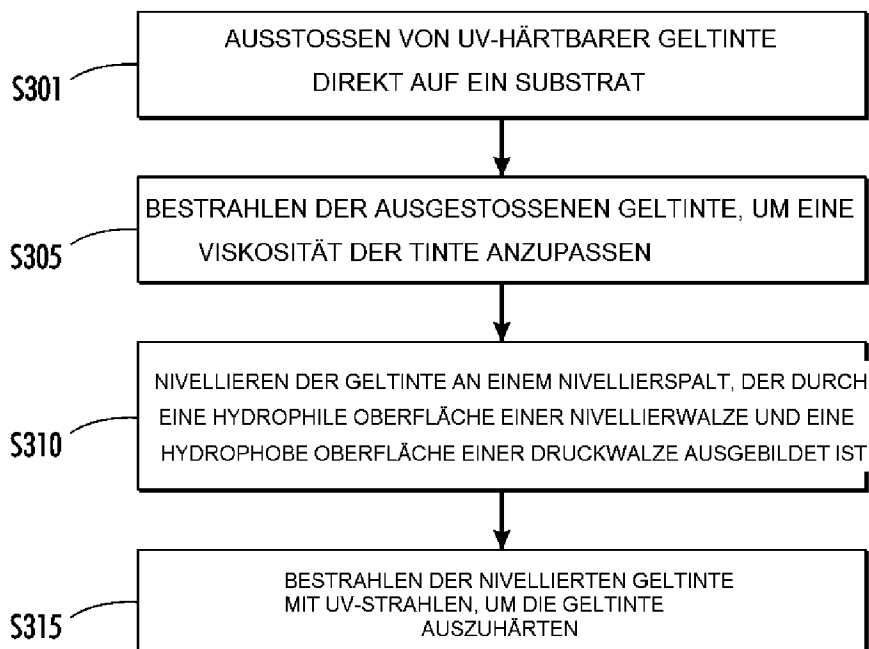 AUSSTOSSEN VON UV-HÄRTBARER GELTINTE
DIREKT AUF EIN SUBSTRAT
S301
BESTRAHLEN DER AUSGESTOSSENEN GELTINTE, UM EINE
VISKOSITÄT DER TINTE ANZUPASSEN
S305
NIVELLIEREN DER GELTINTE AN EINEM NIVELLIERSPALT, DER DURCH
EINE HYDROPHILE OBERFLÄCHE EINER NIVELLIERWALZE UND EINE
HYDROPHOBE OBERFLÄCHE EINER DRUCKWALZE AUSGEBILDET IST
S310
BESTRAHLEN DER NIVELLIERTEN GELTINTE
MIT UV-STRAHLEN, UM DIE GELTINTE
AUSZUHÄRTEN
S315